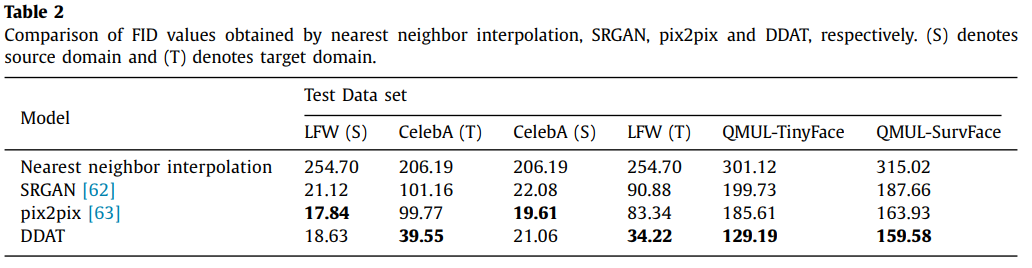 Table 2
Comparison of FID values obtained by nearest neighbor interpolation, SRGAN, pix2pix and DDAT, respectively. (S) denotes
source domain and (T) denotes target domain.
Model
Test Data set
LFW (S) CelebA (T) CelebA (S) LFW (T) QMUL-TinyFace QMUL-SurvFace
Nearest neighbor interpolation 254.70 206.19 206.19 254.70 301.12 315.02
SRGAN [62] 21.12 101.16 22.08 90.88 199.73 187.66
pix2pix [63] 17.84 99.77 19.61 83.34 185.61 163.93
DDAT 18.63 39.55 21.06 34.22 129.19 159.58